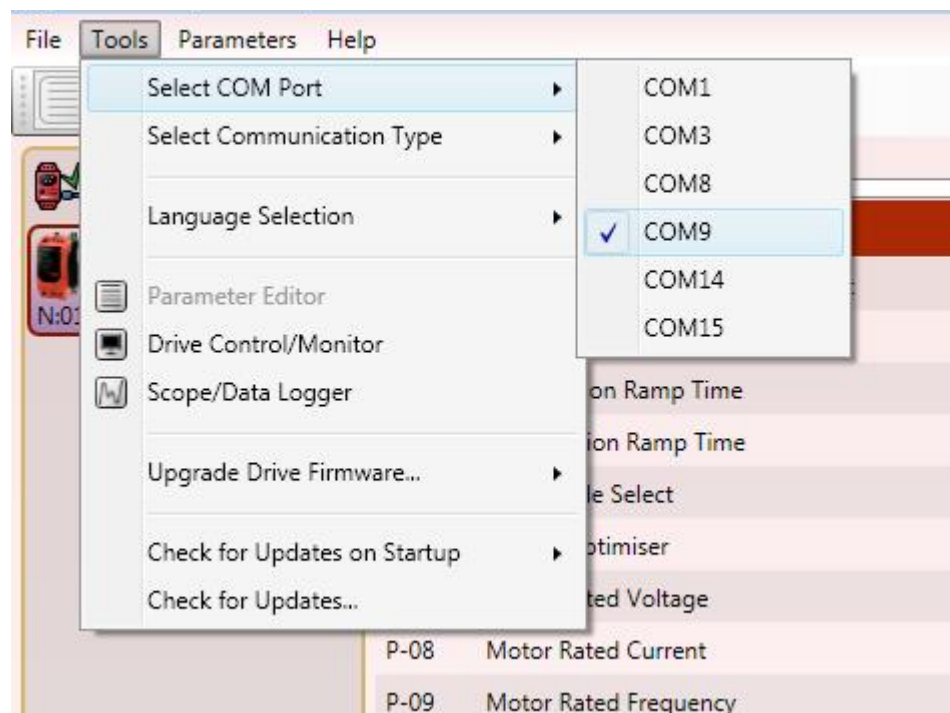 File Tools Parameters Help
Select COM Port
Select Communication Type
Language Selection
Parameter Editor
Drive Control/Monitor
Scope/Data Logger
Upgrade Drive Firmware...
Check for Updates on Startup
Check for Updates...
COM1
COM3
COM8
COM9
COM14
COM15
N:01
on Ramp Time
ion Ramp Time
le Select
ptimiser
ted Voltage
P-08 Motor Rated Current
P-09 Motor Rated Frequency